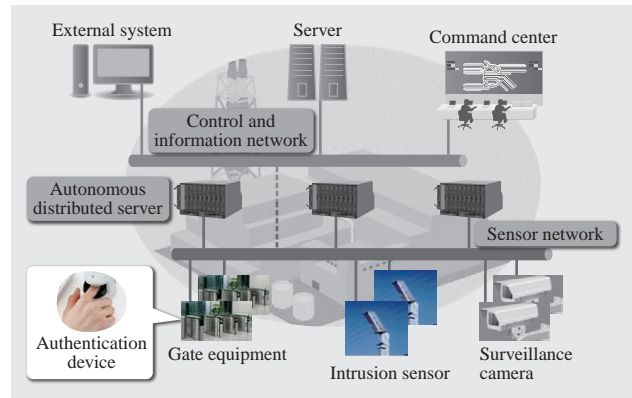 External system
Server
Command center
Control and
information network
Autonomous
distributed server
Sensor network
Authentication
device
Gate equipment
Intrusion sensor
Surveillance
camera